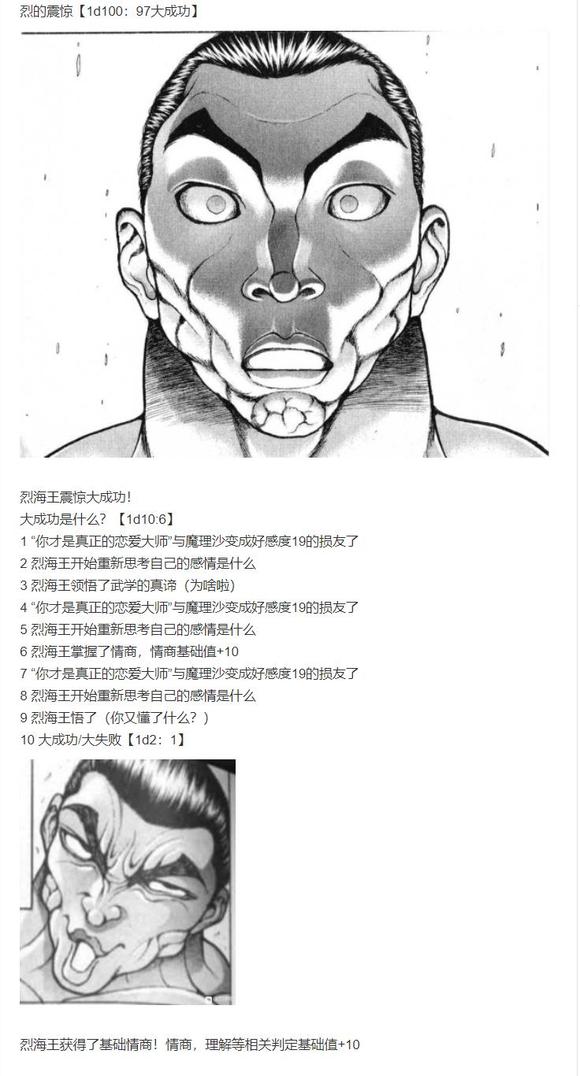 烈的震惊【1d100：97大成功】
烈海王震惊大成功！
大成功是什么？【1d10:6】
1 “你才是真正的恋爱大师”与魔理沙变成好感度19的损友了
2 烈海王开始重新思考自己的感情是什么
3 烈海王领悟了武学的真谛（为啥啦）
4 “你才是真正的恋爱大师”与魔理沙变成好感度19的损友了
5 烈海王开始重新思考自己的感情是什么
6 烈海王掌握了情商，情商基础值+10
7 “你才是真正的恋爱大师”与魔理沙变成好感度19的损友了
8 烈海王开始重新思考自己的感情是什么
9 烈海王悟了（你又懂了什么？）
10 大成功/大失败【1d2：1】
烈海王获得了基础情商！情商，理解等相关判定基础值+10